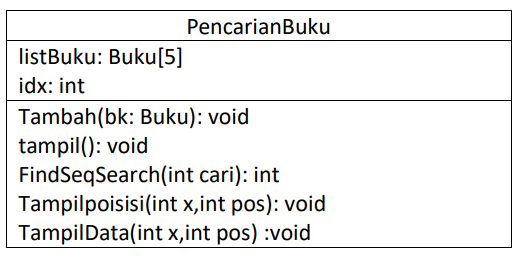 PencarianBuku
listBuku: Buku[5]
idx: int
Tambah(bk: Buku): void
tampil(): void
FindSeqSearch(int cari): int
Tampilpoisisi(int x,int pos): void
TampilData(int x,int pos) :void